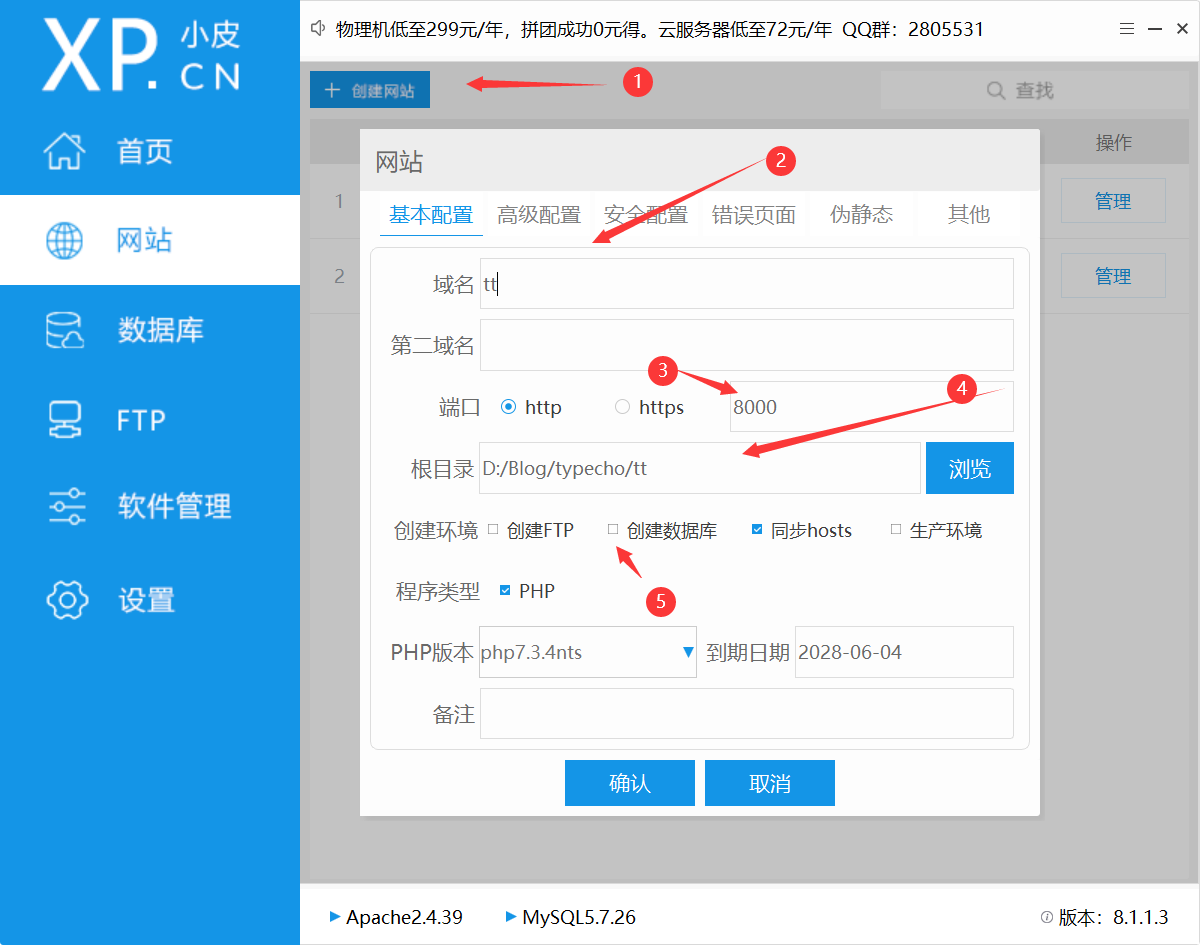 XP.小皮CN
物理机低至299元/年，拼团成功0元得。云服务器低至72元/年 QQ群：2805531
首页
网站
数据库
FTP
软件管理
设置
创建网站
1
查找
操作
1
管理
2
管理
网站
2
基本配置 高级配置 安全配置 错误页面 伪静态 其他
域名 tt
第二域名
3
4
端口 http https 8000
根目录 D:/Blog/typecho/tt 浏览
创建环境 创建FTP 创建数据库 同步hosts 生产环境
程序类型 PHP
5
PHP版本 php7.3.4nts 到期日期 2028-06-04
备注
确认 取消
Apache2.4.39 MySQL5.7.26 版本：8.1.1.3